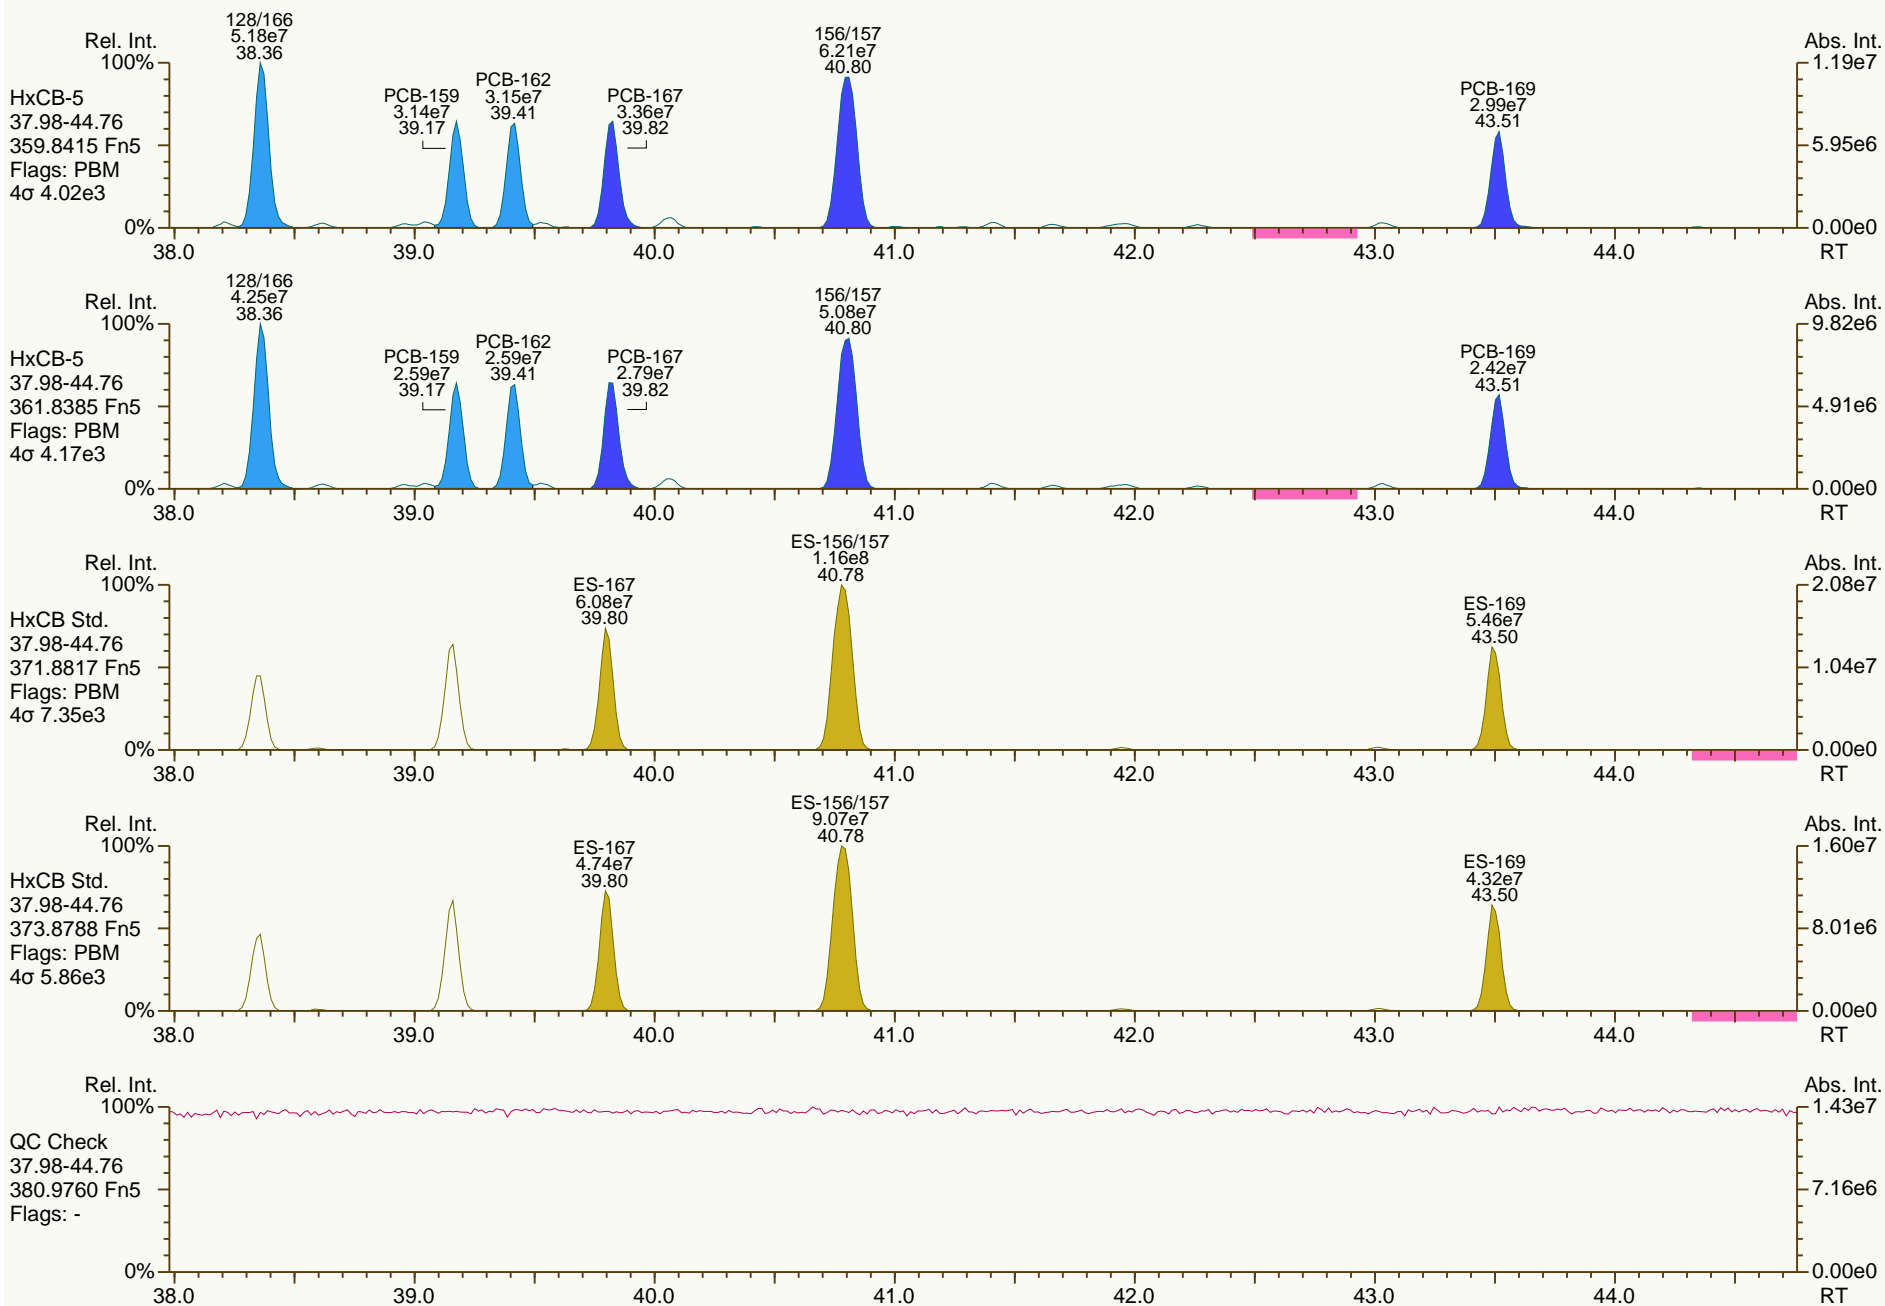 Rel. Int.
100%
0%
HxCB-5
37.98-44.76
359.8415 Fn5
Flags: PBM
4σ 4.02e3
128/166
5.18e7
38.36
PCB-159
3.14e7
39.17
PCB-162
3.15e7
39.41
PCB-167
3.36e7
39.82
156/157
6.21e7
40.80
PCB-169
2.99e7
43.51
Abs. Int.
1.19e7
5.95e6
0.00e0
38.0 39.0 40.0 41.0 42.0 43.0 44.0 RT
Rel. Int.
100%
0%
HxCB-5
37.98-44.76
361.8385 Fn5
Flags: PBM
4σ 4.17e3
128/166
4.25e7
38.36
PCB-159
2.59e7
39.17
PCB-162
2.59e7
39.41
PCB-167
2.79e7
39.82
156/157
5.08e7
40.80
PCB-169
2.42e7
43.51
Abs. Int.
9.82e6
4.91e6
0.00e0
38.0 39.0 40.0 41.0 42.0 43.0 44.0 RT
Rel. Int.
100%
0%
HxCB Std.
37.98-44.76
371.8817 Fn5
Flags: PBM
4σ 7.35e3
ES-167
6.08e7
39.80
ES-156/157
1.16e8
40.78
ES-169
5.46e7
43.50
Abs. Int.
2.08e7
1.04e7
0.00e0
38.0 39.0 40.0 41.0 42.0 43.0 44.0 RT
Rel. Int.
100%
0%
HxCB Std.
37.98-44.76
373.8788 Fn5
Flags: PBM
4σ 5.86e3
ES-167
4.74e7
39.80
ES-156/157
9.07e7
40.78
ES-169
4.32e7
43.50
Abs. Int.
1.60e7
8.01e6
0.00e0
38.0 39.0 40.0 41.0 42.0 43.0 44.0 RT
Rel. Int.
100%
0%
QC Check
37.98-44.76
380.9760 Fn5
Flags: -
Abs. Int.
1.43e7
7.16e6
0.00e0
38.0 39.0 40.0 41.0 42.0 43.0 44.0 RT